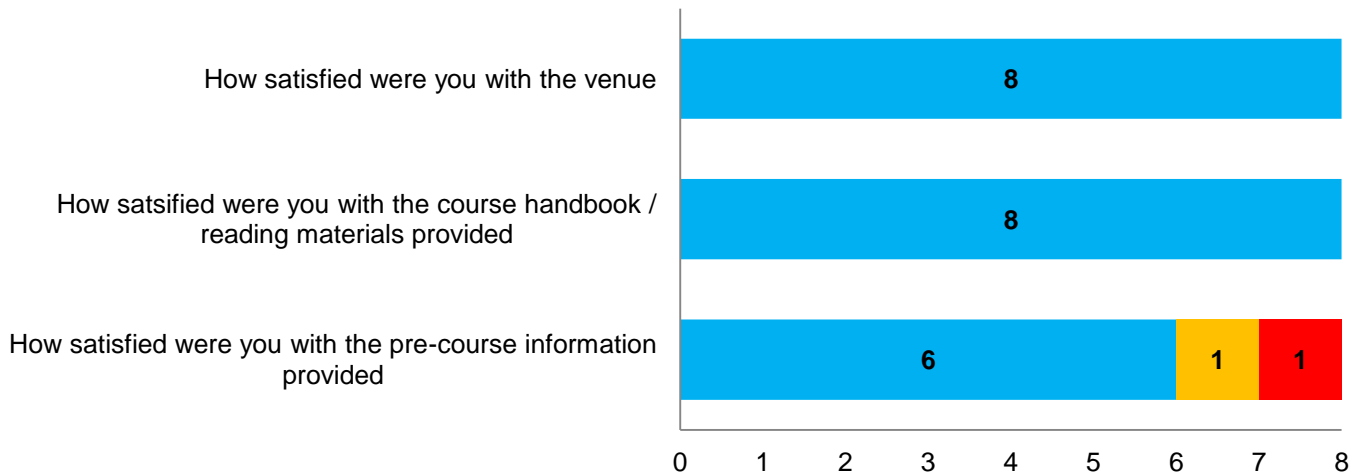 How satisfied were you with the venue
8
How satsified were you with the course handbook /
reading materials provided
8
How satisfied were you with the pre-course information
provided
6 1 1
0 1 2 3 4 5 6 7 8